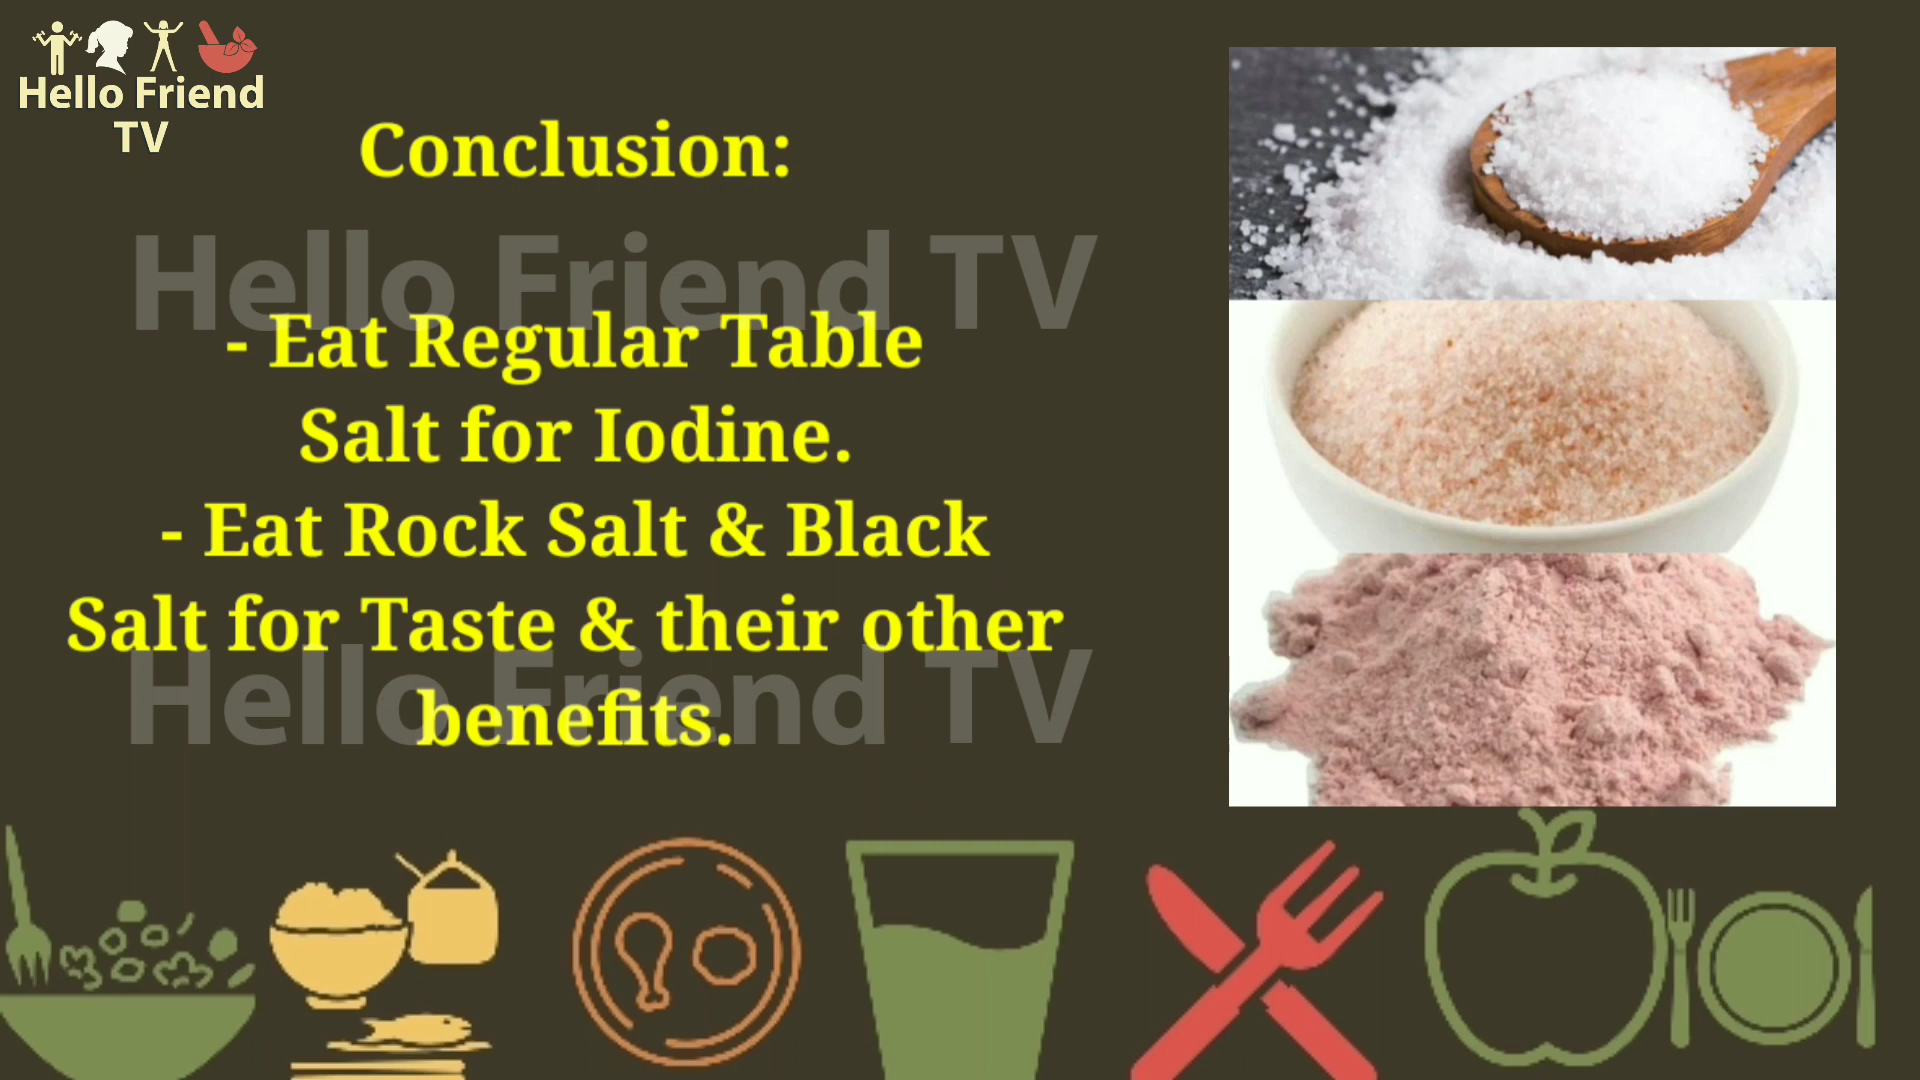 Hello Friend
TV
Conclusion:
Hello Friend TV
- Eat Regular Table
Salt for Iodine.
- Eat Rock Salt & Black
Salt for Taste & their other
Hello Friend TV
benefits.